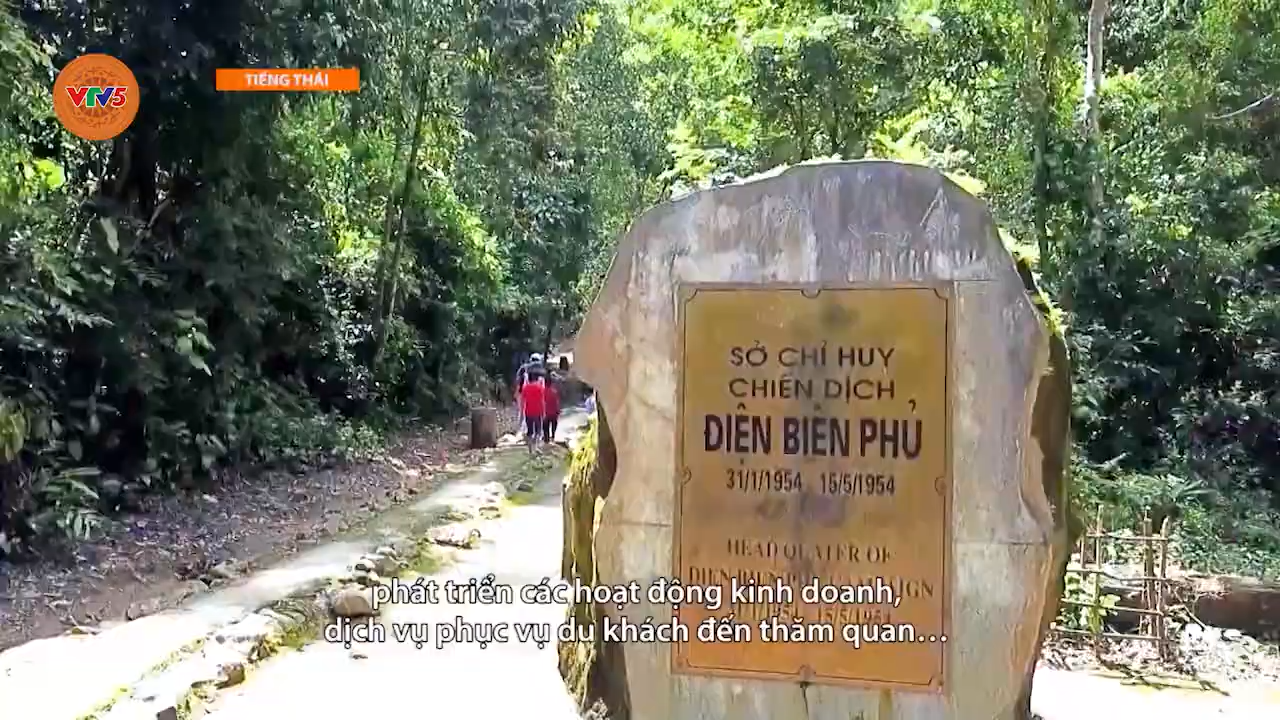 VTV5
TIẾNG THÁI
SỞ CHỈ HUY
CHIẾN DỊCH
ĐIỆN BIÊN PHỦ
31/1/1954 15/5/1954
HEAD QUATER OF
phát triển các hoạt động kinh doanh,
dịch vụ phục vụ du khách đến thăm quan...